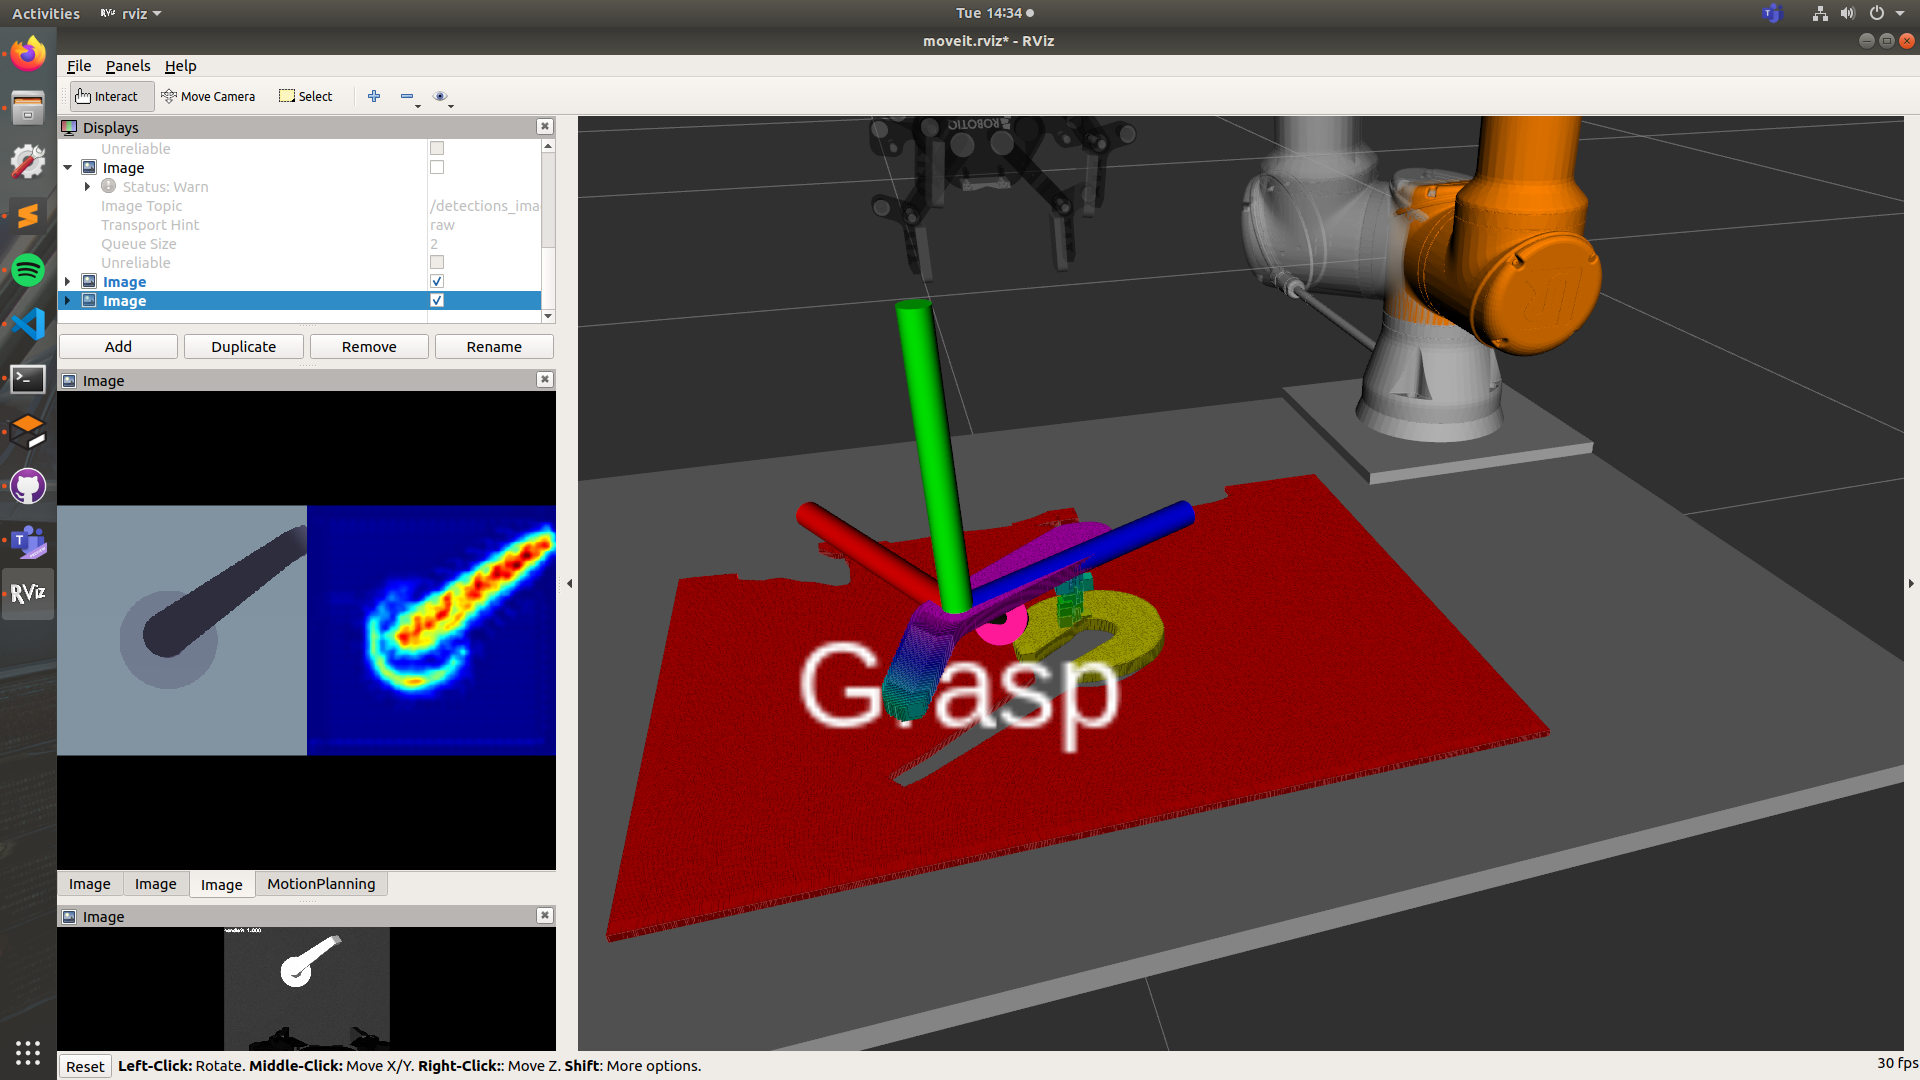 Activities
RViz rviz
Tue 14:34
moveit.rviz* - RViz
File Panels Help
Interact Move Camera Select
Displays
Unreliable
Image
Status: Warn
Image Topic /detections_ima
Transport Hint raw
Queue Size 2
Unreliable
Image
Image
Add Duplicate Remove Rename
Image
Image Image Image MotionPlanning
Image
Reset Left-Click: Rotate. Middle-Click: Move X/Y. Right-Click:: Move Z. Shift: More options.
30 fps
ROBOTIQ
Grasp
RViz